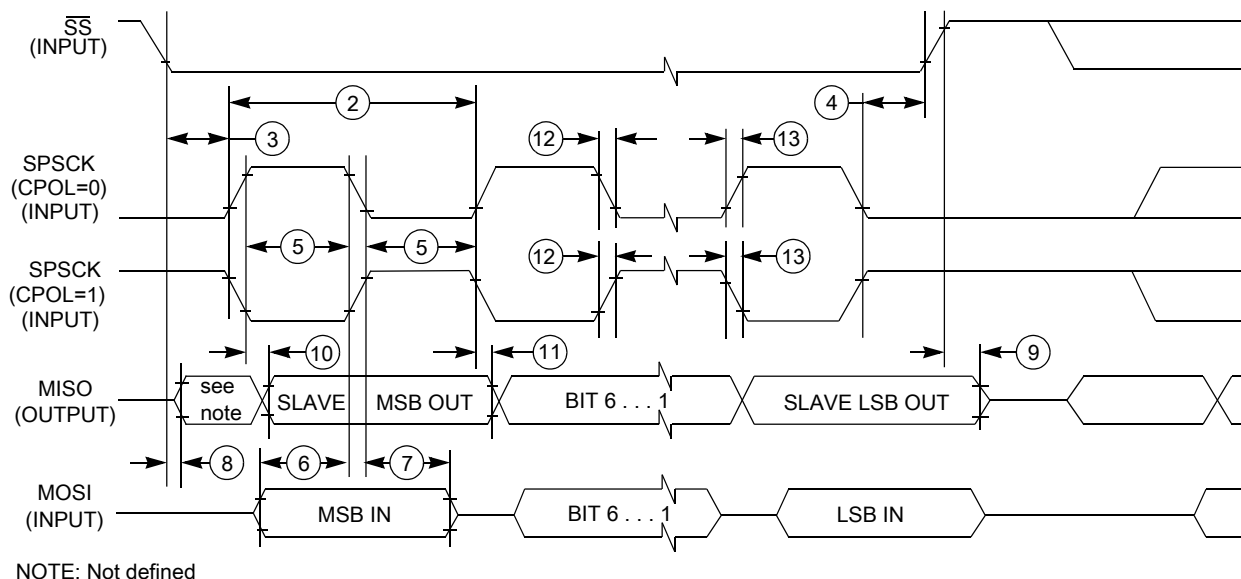 SS
(INPUT)
2
4
3
12
13
SPSCK
(CPOL=0)
(INPUT)
5
5
SPSCK
(CPOL=1)
(INPUT)
12
13
10
11
9
MISO
(OUTPUT)
see
note
SLAVE
MSB OUT
BIT 6 . . . 1
SLAVE LSB OUT
8
6
7
MOSI
(INPUT)
MSB IN
BIT 6 . . . 1
LSB IN
NOTE: Not defined